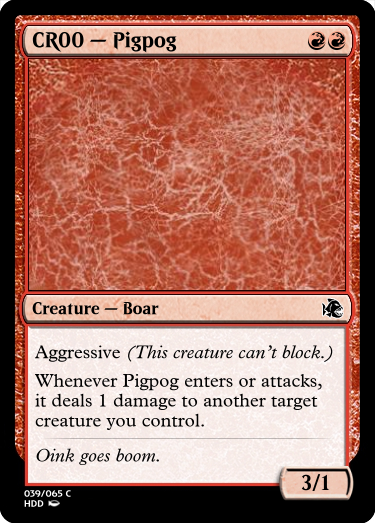 CR00 — Pigpog
Creature — Boar
Aggressive (This creature can't block.)
Whenever Pigpog enters or attacks,
it deals 1 damage to another target
creature you control.
Oink goes boom.
3/1
039/065 C
HDD